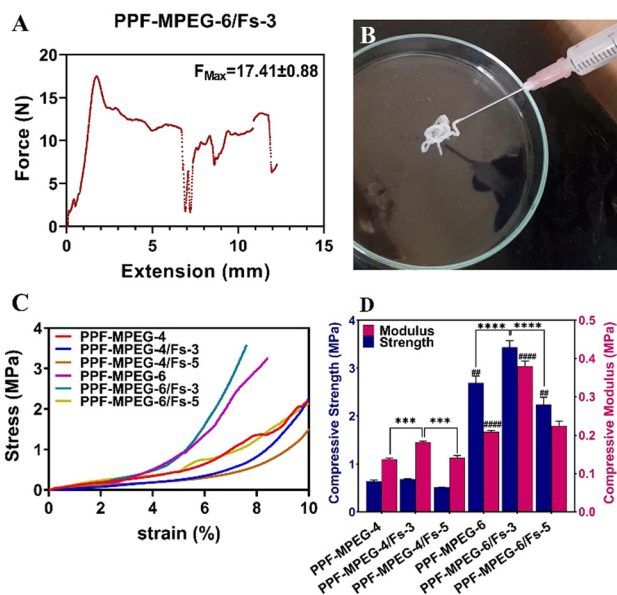 A
PPF-MPEG-6/Fs-3
FMax=17.41±0.88
Force (N)
20
15
10
5
0
0 5 10 15
Extension (mm)
B
C
PPF-MPEG-4
PPF-MPEG-4/Fs-3
PPF-MPEG-4/Fs-5
PPF-MPEG-6
PPF-MPEG-6/Fs-3
PPF-MPEG-6/Fs-5
Stress (MPa)
4
3
2
1
0
0 2 4 6 8 10
strain (%)
D
Modulus
Strength
**** ****
*** ***
## #### #### ##
Compressive Strength (MPa)
4
3
2
1
0
Compressive Modulus (MPa)
0.5
0.4
0.3
0.2
0.1
0.0
PPF-MPEG-4
PPF-MPEG-4/Fs-3
PPF-MPEG-4/Fs-5
PPF-MPEG-6
PPF-MPEG-6/Fs-3
PPF-MPEG-6/Fs-5